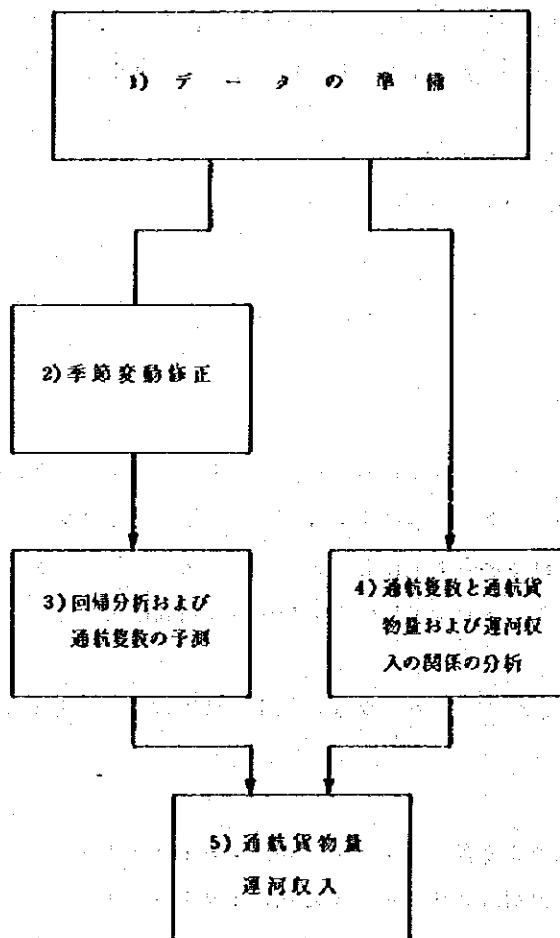 1) データの準備
2) 季節変動修正
3) 回帰分析および
通航隻数の予測
4) 通航隻数と通航貨
物量および運河収
入の関係の分析
5) 通航貨物量
運河収入